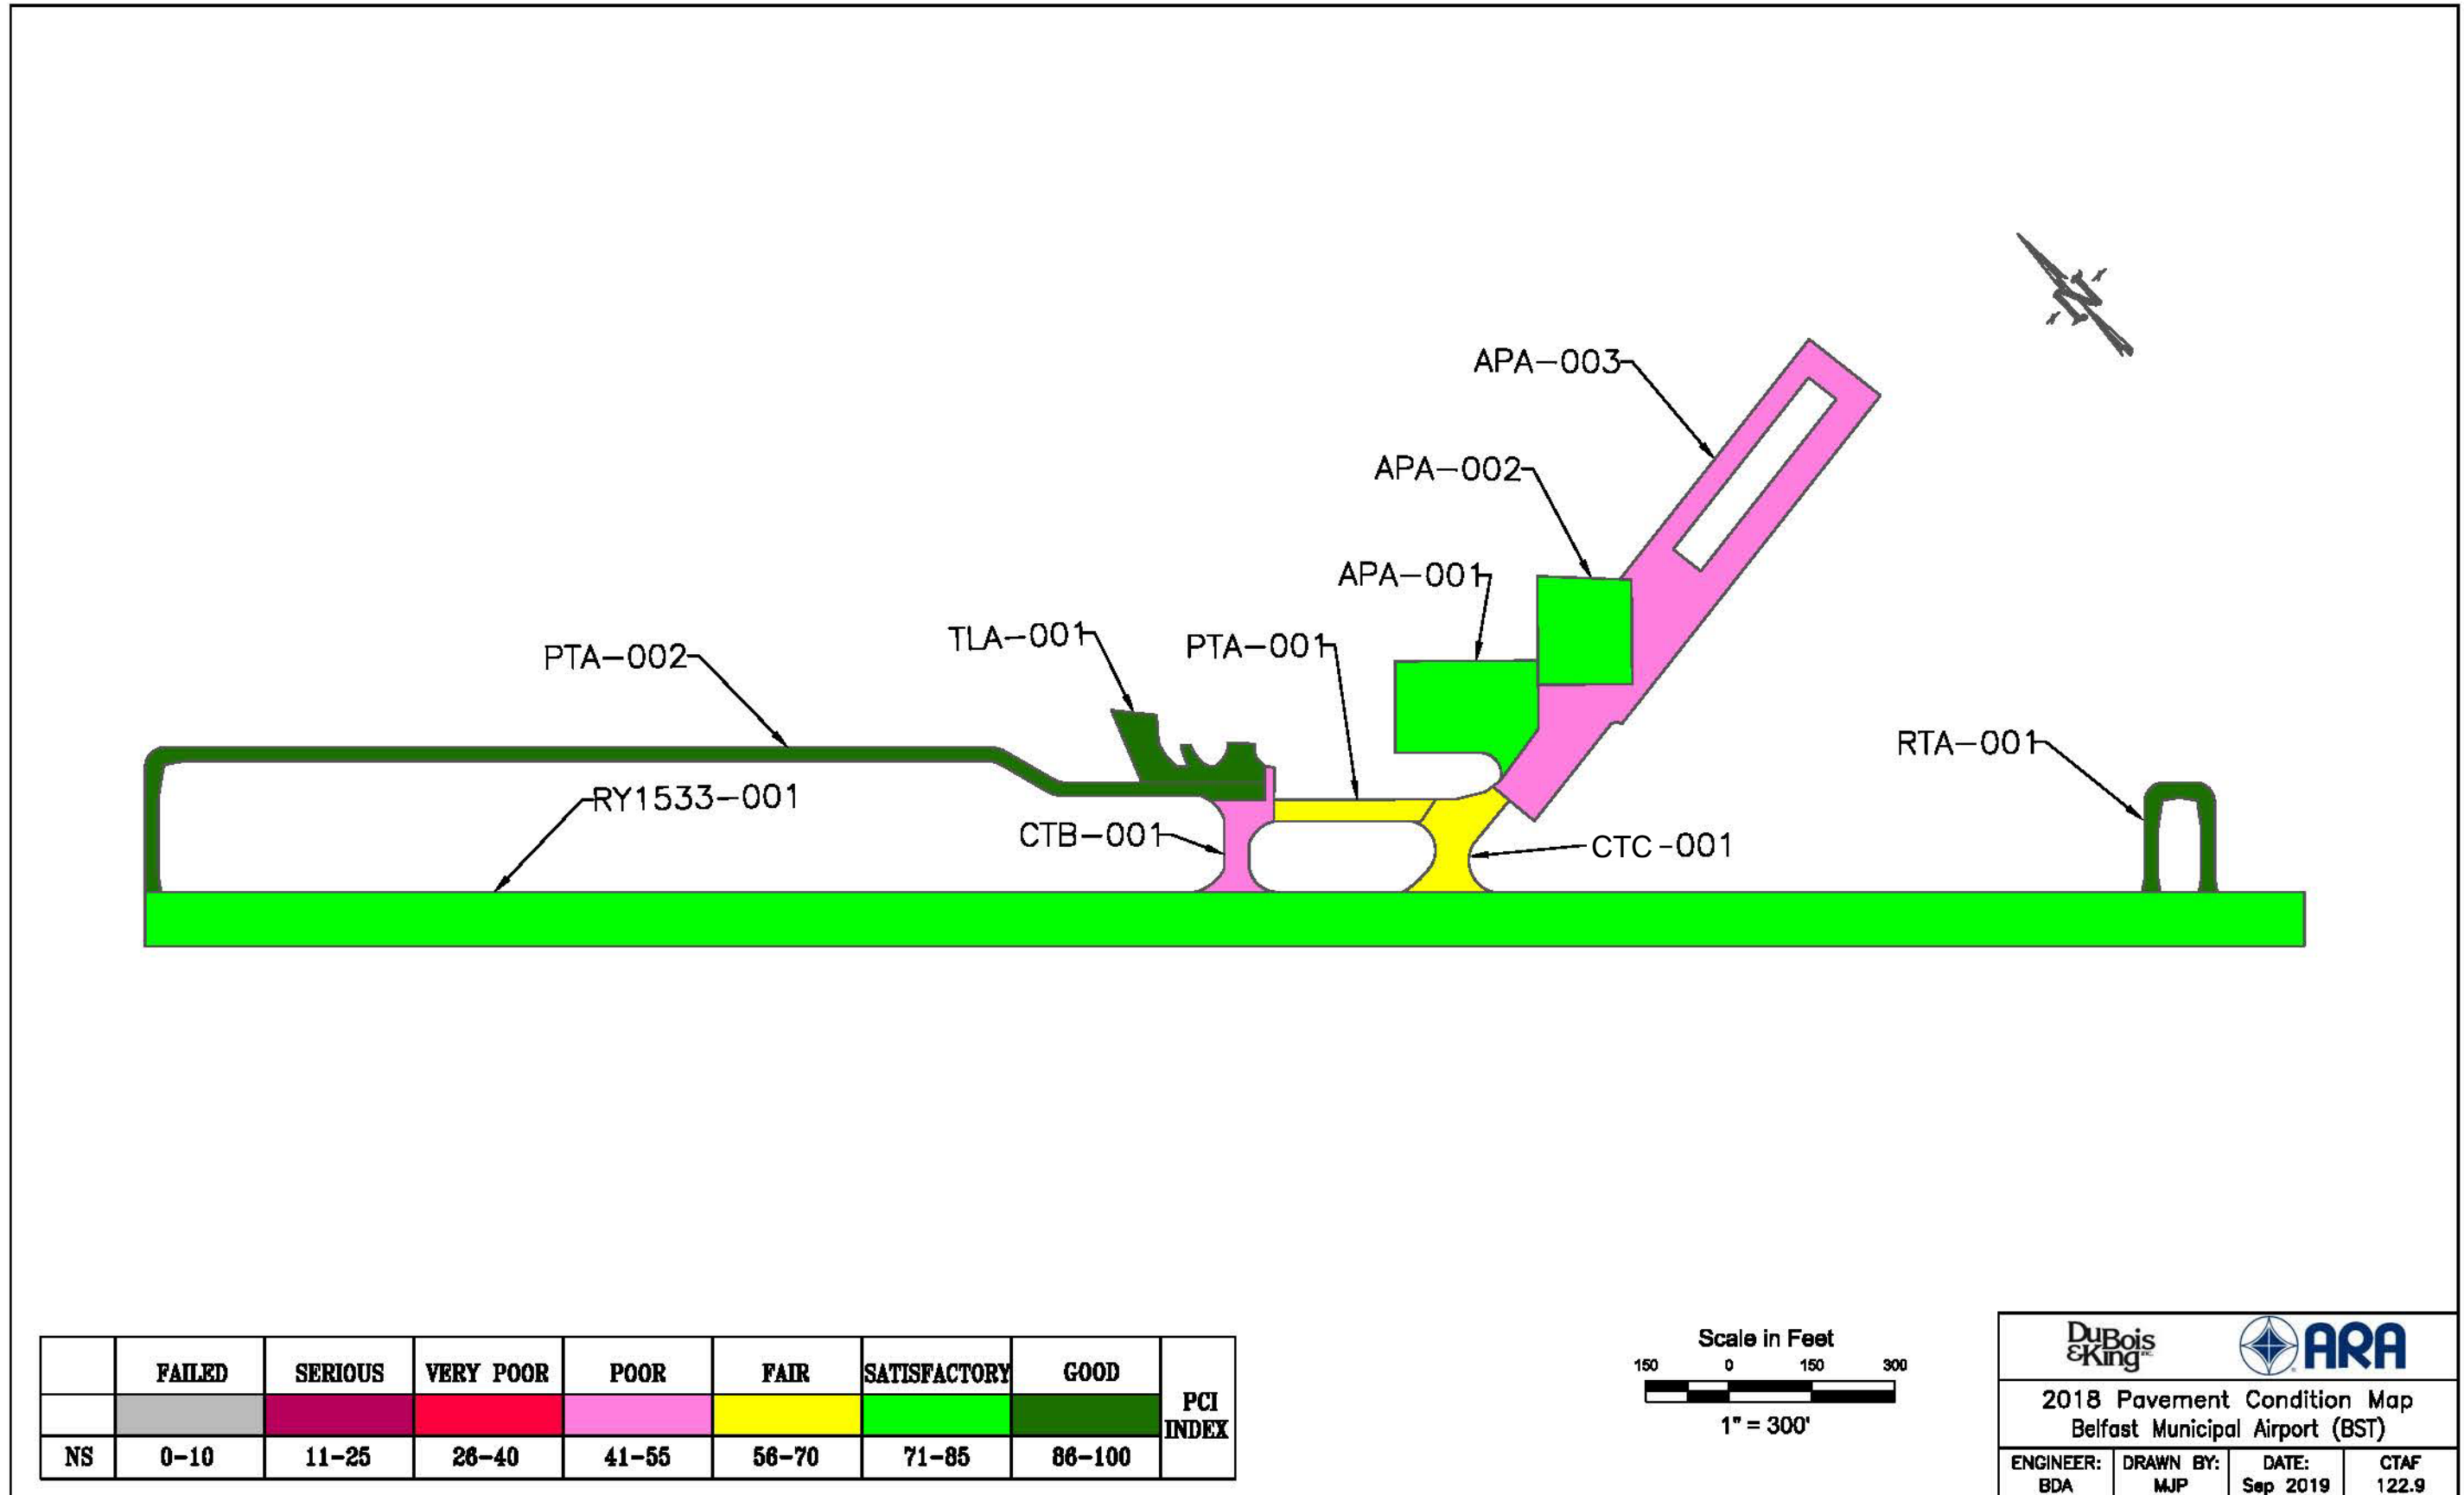 N
APA-003
APA-002
APA-001
TLA-001
PTA-001
PTA-002
RTA-001
RY1533-001
CTB-001
CTC-001
FAILED SERIOUS VERY POOR POOR FAIR SATISFACTORY GOOD
PCI INDEX
NS 0-10 11-25 26-40 41-55 56-70 71-85 86-100
Scale in Feet
150 0 150 300
1" = 300'
DuBois
&King inc.
ARA
2018 Pavement Condition Map
Belfast Municipal Airport (BST)
ENGINEER: DRAWN BY: DATE: CTAF
BDA MJP Sep 2019 122.9